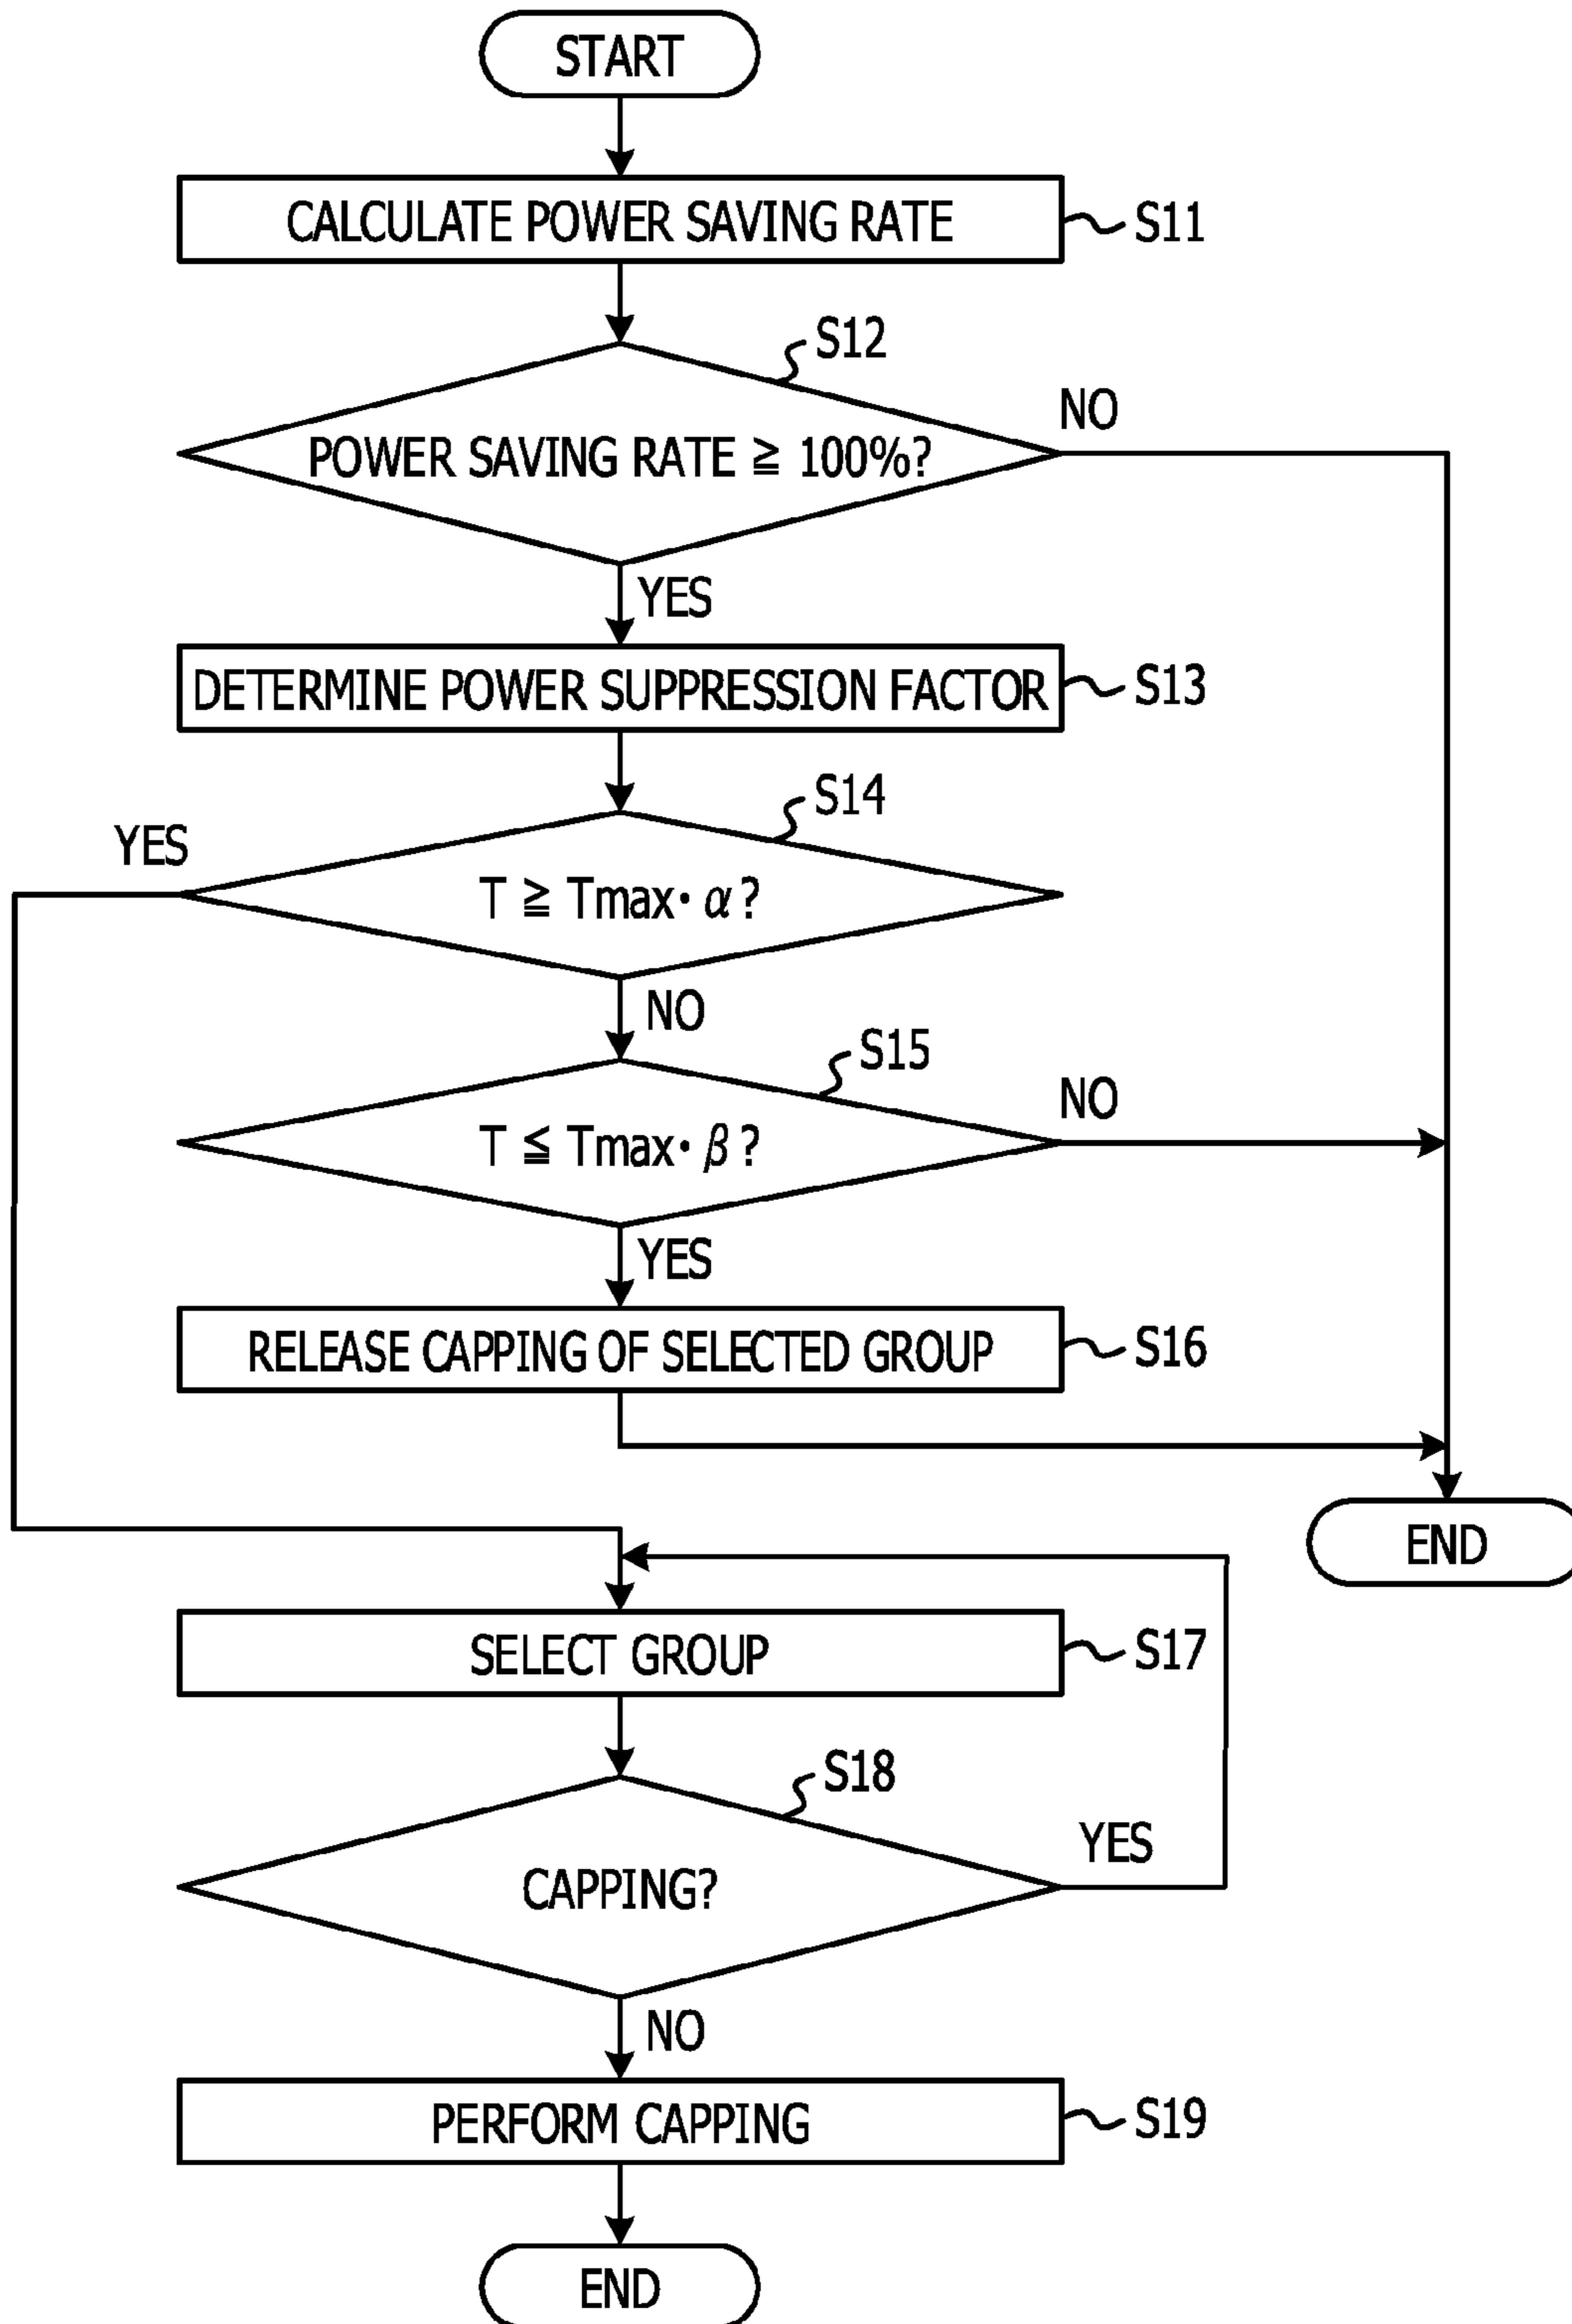 START
CALCULATE POWER SAVING RATE
S11
S12
POWER SAVING RATE ≧ 100%?
NO
YES
DETERMINE POWER SUPPRESSION FACTOR
S13
S14
YES
T ≧ Tmax· α ?
NO
S15
T ≦ Tmax· β ?
NO
YES
RELEASE CAPPING OF SELECTED GROUP
S16
END
SELECT GROUP
S17
S18
CAPPING?
YES
NO
PERFORM CAPPING
S19
END